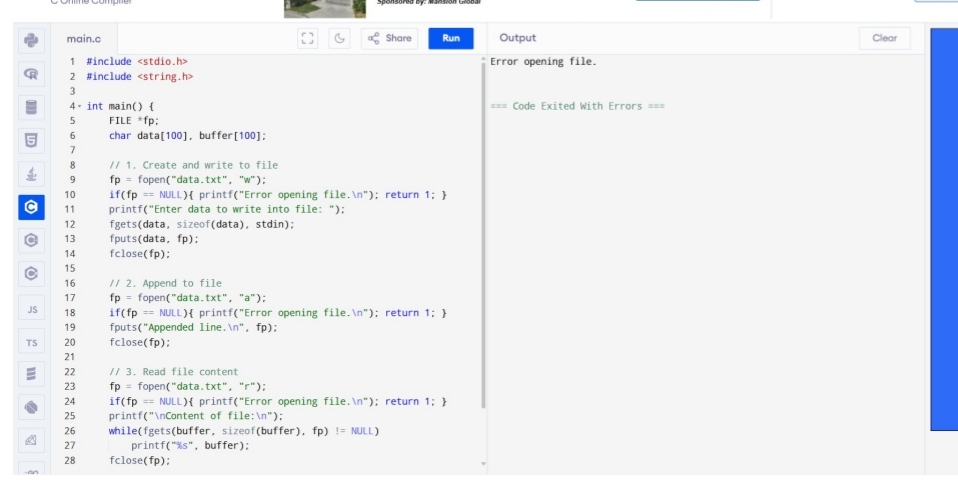 C Online Compiler
Sponsored by: Mansion Global
main.c
Share
Run
Output
Clear
1 #include <stdio.h>
2 #include <string.h>
3
4 int main() {
5     FILE *fp;
6     char data[100], buffer[100];
7
8     // 1. Create and write to file
9     fp = fopen("data.txt", "w");
10     if(fp == NULL){ printf("Error opening file.\n"); return 1; }
11     printf("Enter data to write into file: ");
12     fgets(data, sizeof(data), stdin);
13     fputs(data, fp);
14     fclose(fp);
15
16     // 2. Append to file
17     fp = fopen("data.txt", "a");
18     if(fp == NULL){ printf("Error opening file.\n"); return 1; }
19     fputs("Appended line.\n", fp);
20     fclose(fp);
21
22     // 3. Read file content
23     fp = fopen("data.txt", "r");
24     if(fp == NULL){ printf("Error opening file.\n"); return 1; }
25     printf("\nContent of file:\n");
26     while(fgets(buffer, sizeof(buffer), fp) != NULL)
27         printf("%s", buffer);
28     fclose(fp);
Error opening file.
=== Code Exited With Errors ===
JS
TS